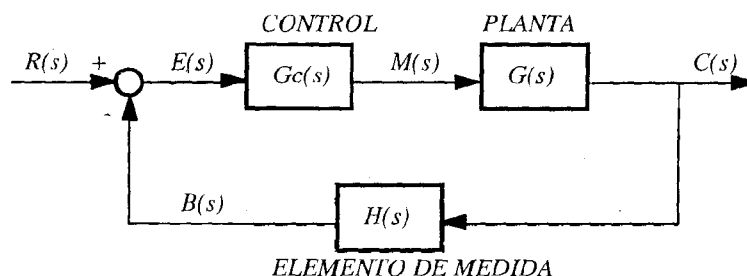 CONTROL PLANTA
R(s) + E(s) Gc(s) M(s) G(s) C(s)
-
B(s) H(s)
ELEMENTO DE MEDIDA